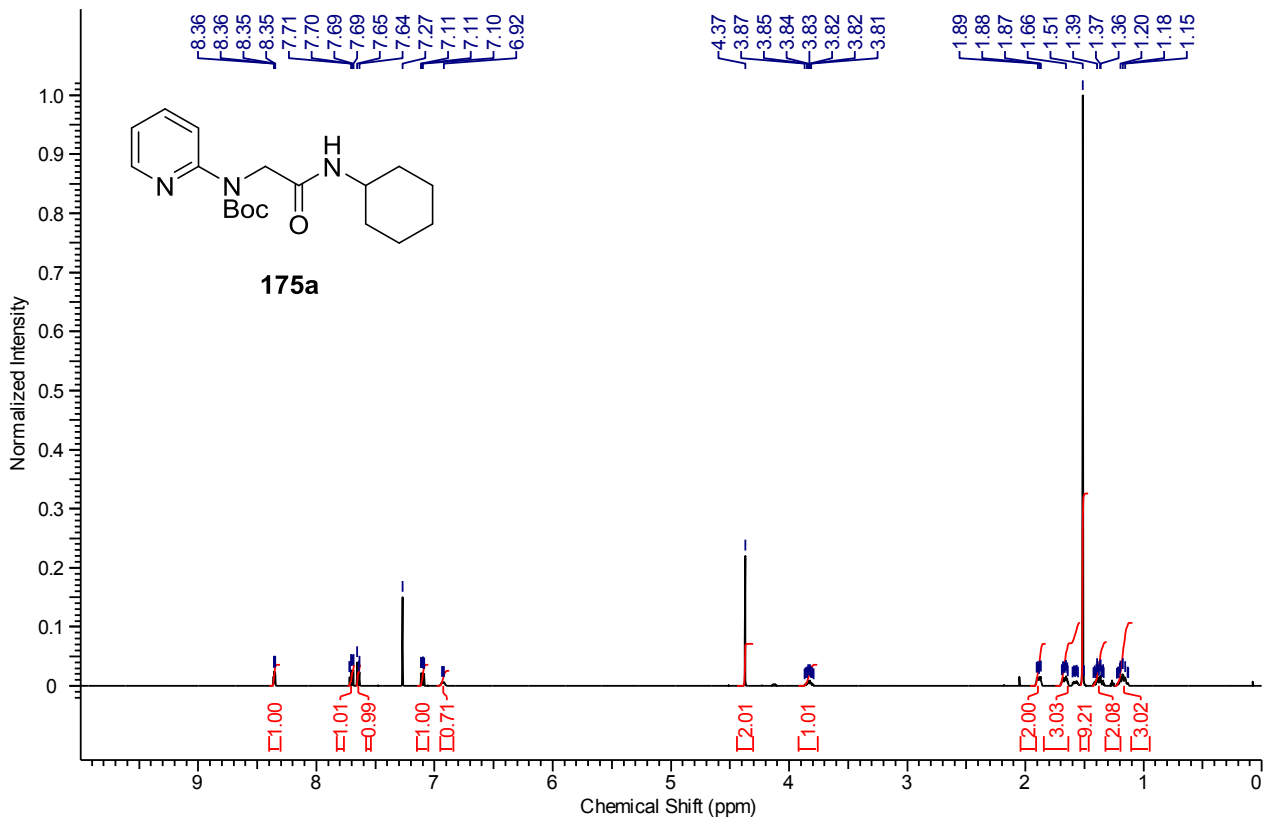 8.36 8.36 8.35 8.35 7.71 7.70 7.69 7.69 7.65 7.64 7.27 7.11 7.11 7.10 6.92 4.37 3.87 3.85 3.84 3.83 3.82 3.82 3.81 1.89 1.88 1.87 1.66 1.51 1.39 1.37 1.36 1.20 1.18 1.15
1.0
0.9
0.8
0.7
0.6
0.5
0.4
0.3
0.2
0.1
0
Normalized Intensity
H
N
N
N
Boc
O
175a
1.00 1.01 0.99 1.00 0.71 2.01 1.01 2.00 3.03 9.21 2.08 3.02
9 8 7 6 5 4 3 2 1 0
Chemical Shift (ppm)